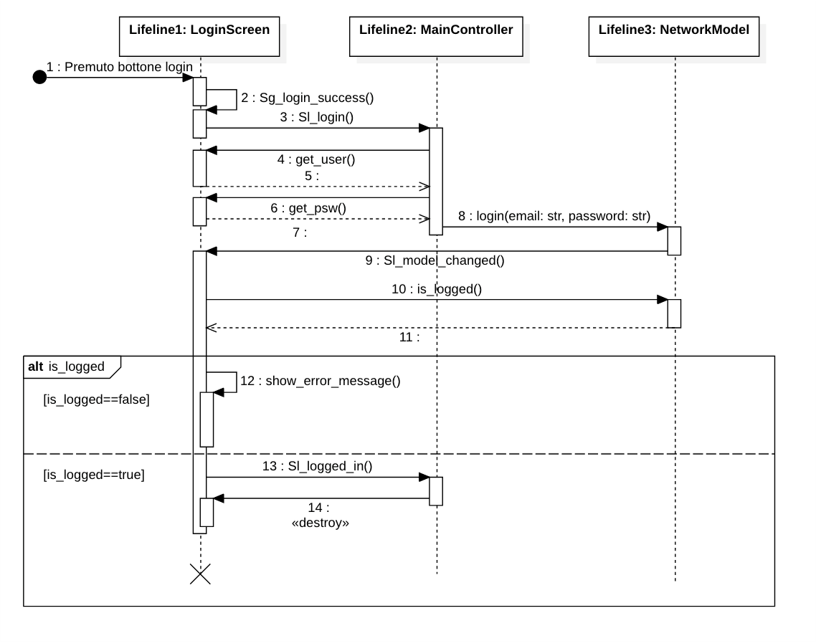 Lifeline1: LoginScreen
Lifeline2: MainController
Lifeline3: NetworkModel
1 : Premuto bottone login
2 : Sg_login_success()
3 : Sl_login()
4 : get_user()
5 :
6 : get_psw()
7 :
8 : login(email: str, password: str)
9 : Sl_model_changed()
10 : is_logged()
11 :
alt is_logged
12 : show_error_message()
[is_logged==false]
13 : Sl_logged_in()
[is_logged==true]
14 :
«destroy»